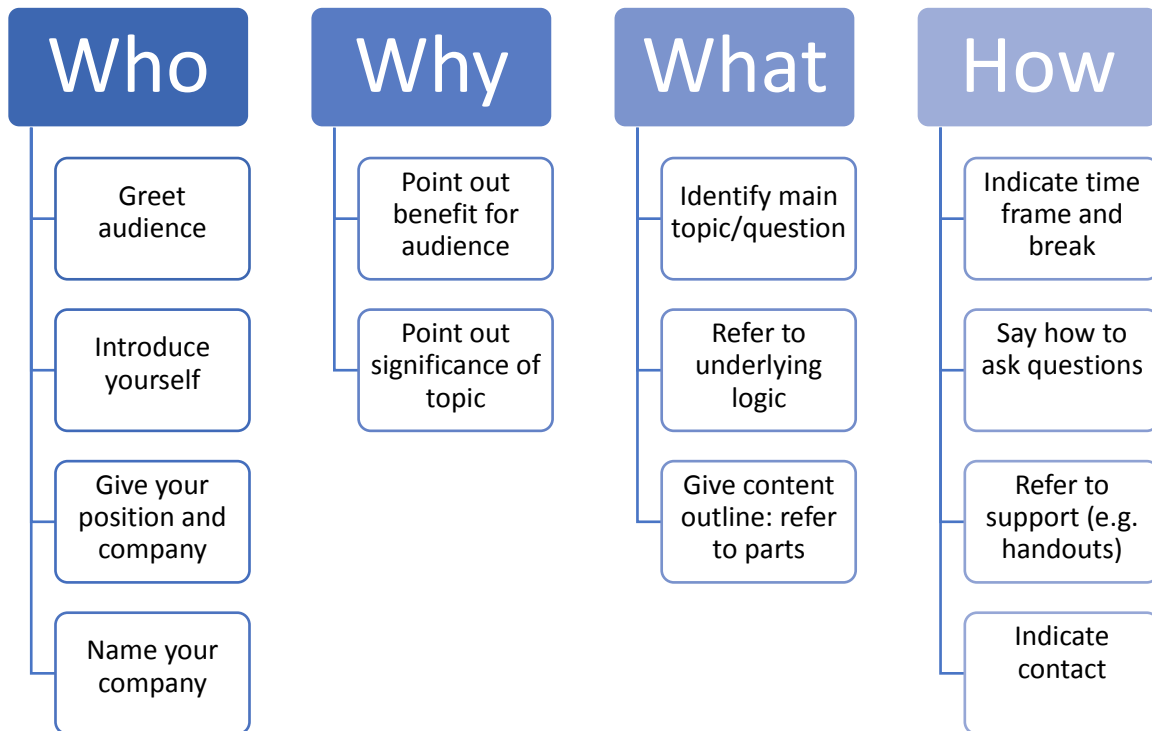 Who
Greet
audience
Introduce
yourself
Give your
position and
company
Name your
company
Why
Point out
benefit for
audience
Point out
significance of
topic
What
Identify main
topic/question
Refer to
underlying
logic
Give content
outline: refer
to parts
How
Indicate time
frame and
break
Say how to
ask questions
Refer to
support (e.g.
handouts)
Indicate
contact